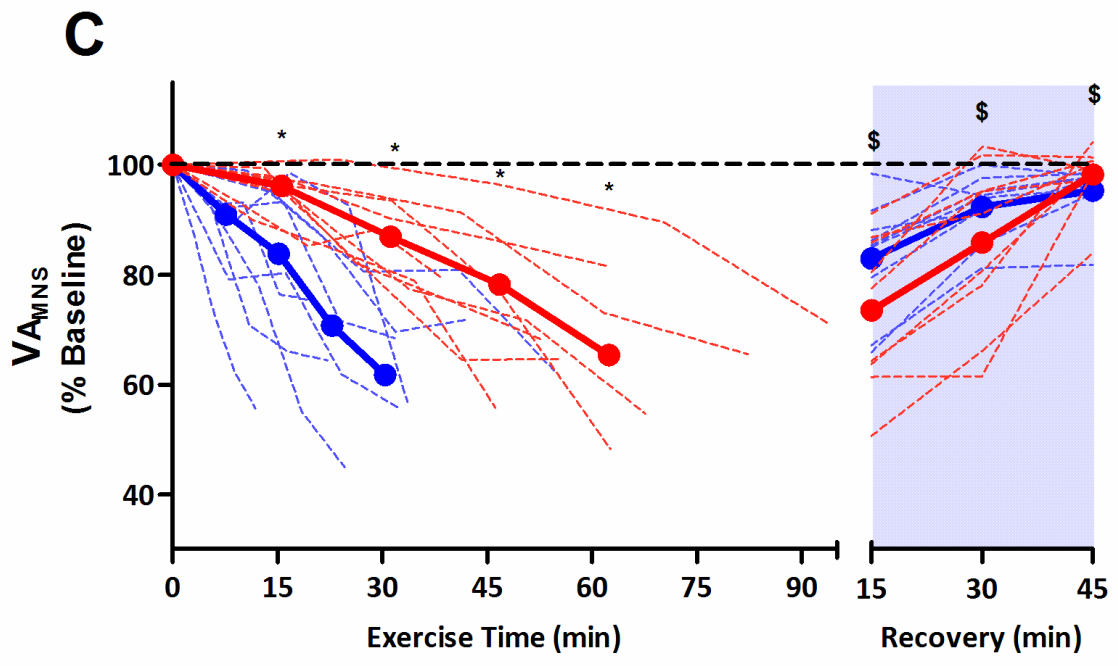 C
VAWINS
(% Baseline)
100
80
60
40
* * * *
$ $ $
0 15 30 45 60 75 90
15 30 45
Exercise Time (min)
Recovery (min)